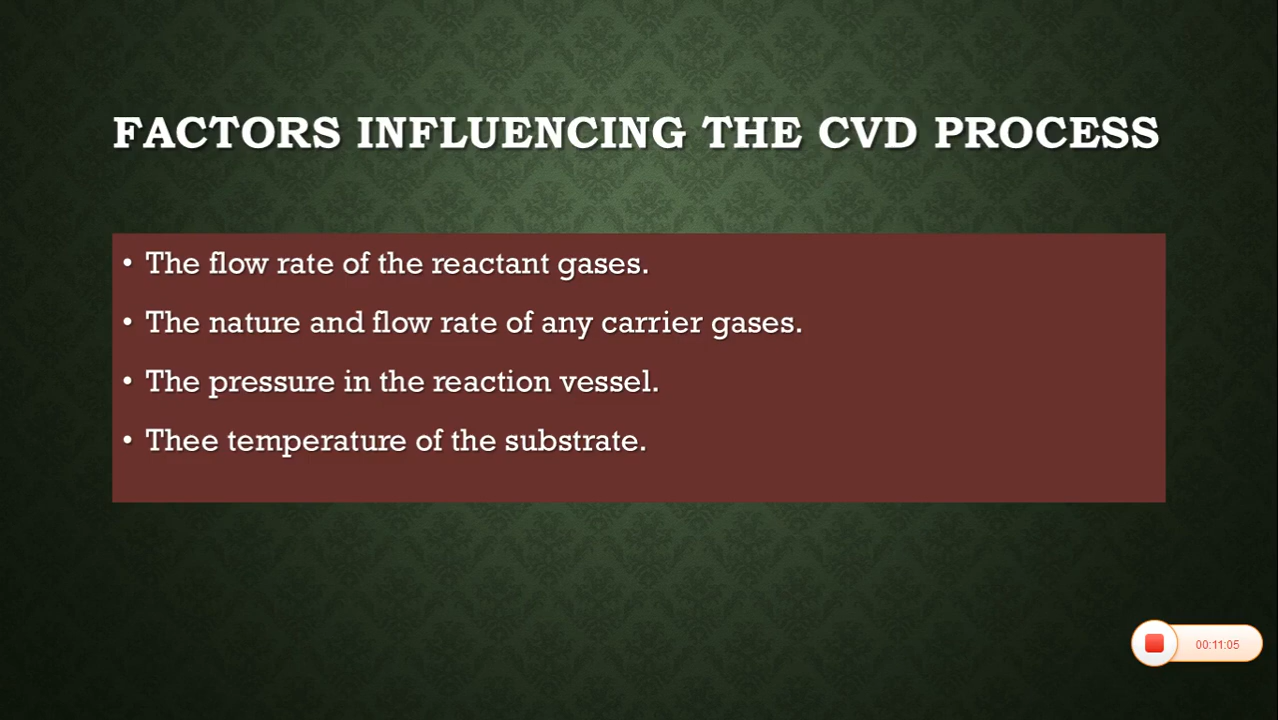 FACTORS INFLUENCING THE CVD PROCESS
• The flow rate of the reactant gases.
• The nature and flow rate of any carrier gases.
• The pressure in the reaction vessel.
• Thee temperature of the substrate.
00:11:05